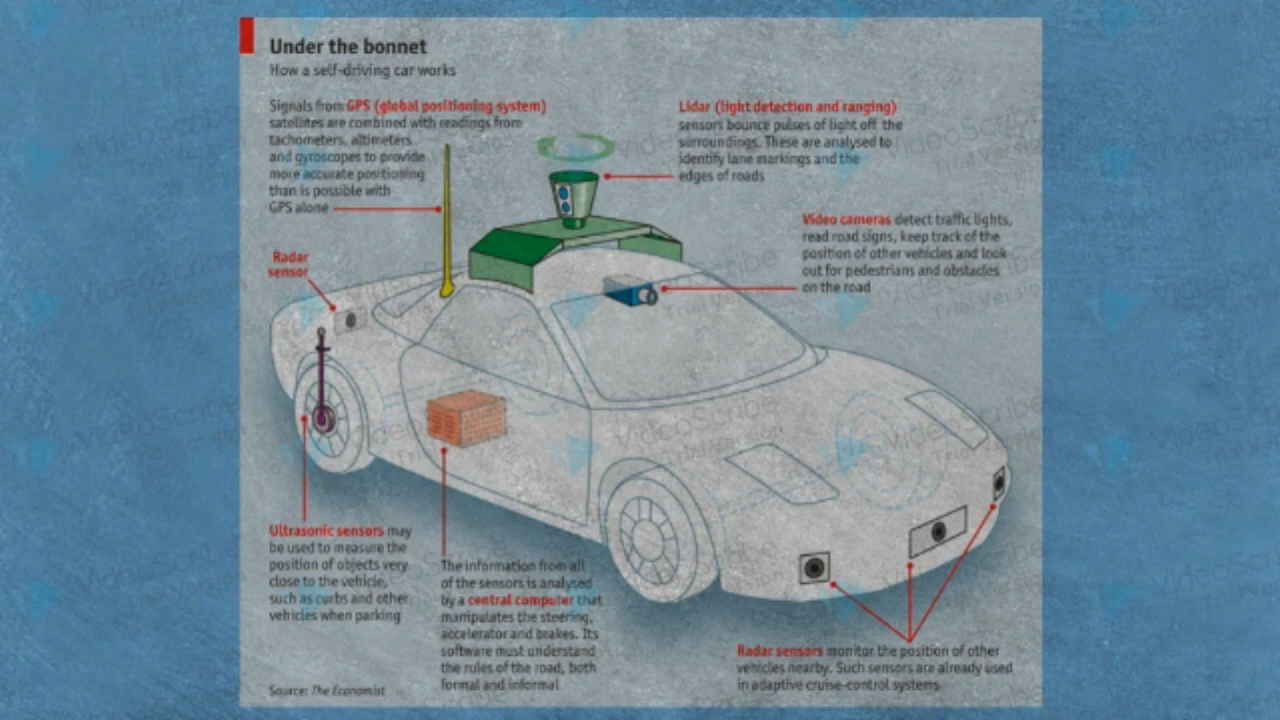 Under the bonnet
How a self-driving car works
Signals from GPS (global positioning system)
satellites are combined with readings from
tachometers, altimeters
and gyroscopes to provide
more accurate positioning
than is possible with
GPS alone
Lidar (light detection and ranging)
sensors bounce pulses of light off the
surroundings. These are analysed to
identify lane markings and the
edges of roads
Video cameras detect traffic lights,
read road signs, keep track of the
position of other vehicles and look
out for pedestrians and obstacles
on the road
Radar
sensor
Ultrasonic sensors may
be used to measure the
position of objects very
close to the vehicle,
such as curbs and other
vehicles when parking
The information from all
of the sensors is analysed
by a central computer that
manipulates the steering,
accelerator and brakes. Its
software must understand
the rules of the road, both
formal and informal
Radar sensors monitor the position of other
vehicles nearby. Such sensors are already used
in adaptive cruise-control systems
Source: The Economist
VideoScribe
Trial Version